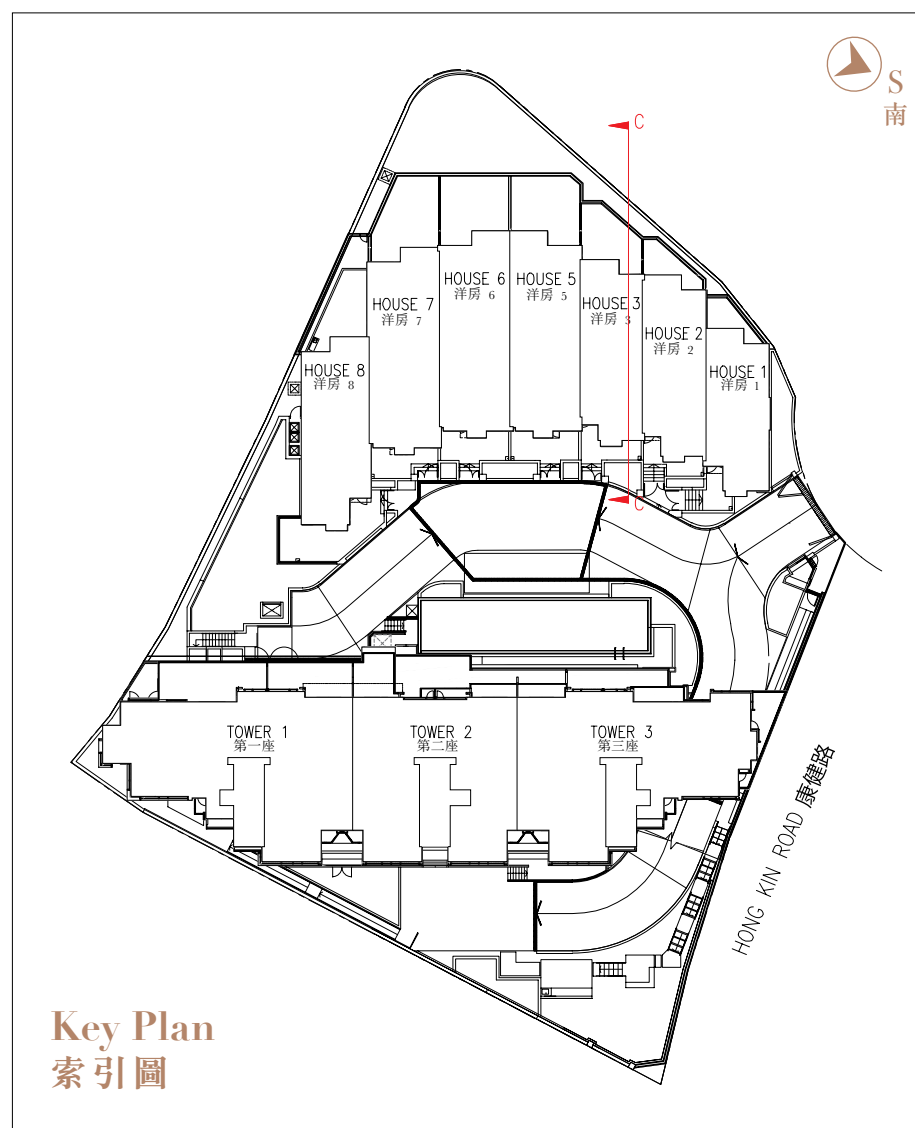 S
南
C
HOUSE 6
洋房 6
HOUSE 5
洋房 5
HOUSE 7
洋房 7
HOUSE 3
洋房 3
HOUSE 2
洋房 2
HOUSE 8
洋房 8
HOUSE 1
洋房 1
C
TOWER 1
第一座
TOWER 2
第二座
TOWER 3
第三座
HONG KIN ROAD 康健路
Key Plan
索引圖